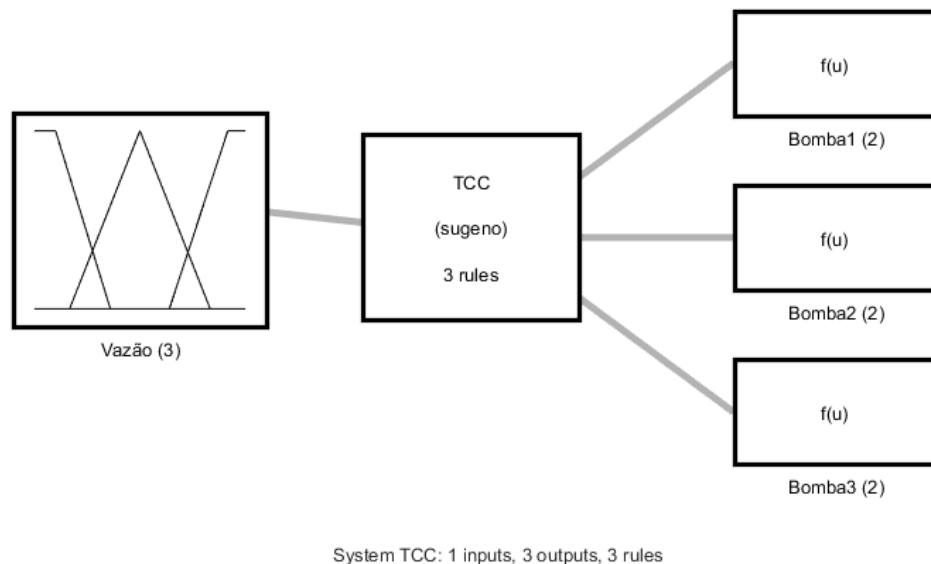 f(u)
Bomba1 (2)
Vazão (3)
TCC
(sugeno)
3 rules
f(u)
Bomba2 (2)
f(u)
Bomba3 (2)
System TCC: 1 inputs, 3 outputs, 3 rules